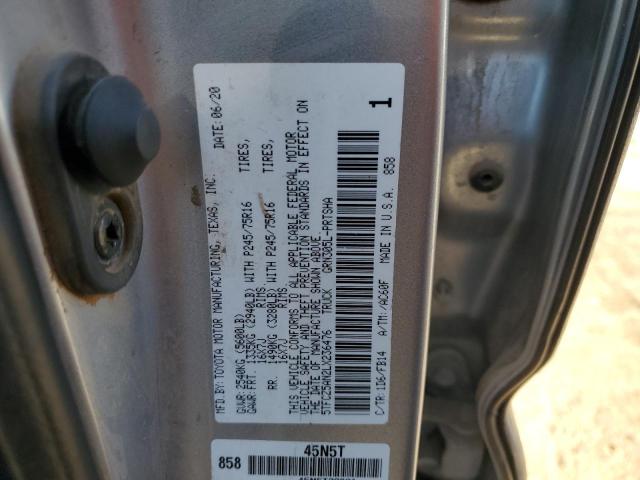 MFD. BY: TOYOTA MOTOR MANUFACTURING, TEXAS, INC. DATE: 06/20
GVWR: 2540KG (5600LB)
GAWR: FRT. 1335KG (2940LB) WITH P245/75R16 TIRES,
16X7J RIMS.
RR. 1490KG (3280LB) WITH P245/75R16 TIRES,
16X7J RIMS.
THIS VEHICLE CONFORMS TO ALL APPLICABLE FEDERAL MOTOR
VEHICLE SAFETY AND THEFT PREVENTION STANDARDS IN EFFECT ON
THE DATE OF MANUFACTURE SHOWN ABOVE.
5TFCZ5AN2LX236476 TRUCK GRN305L-PRTSHA
C/TR:1D6/FB14 A/TM:/AC60F MADE IN U.S.A. 858
1
858 45N5T